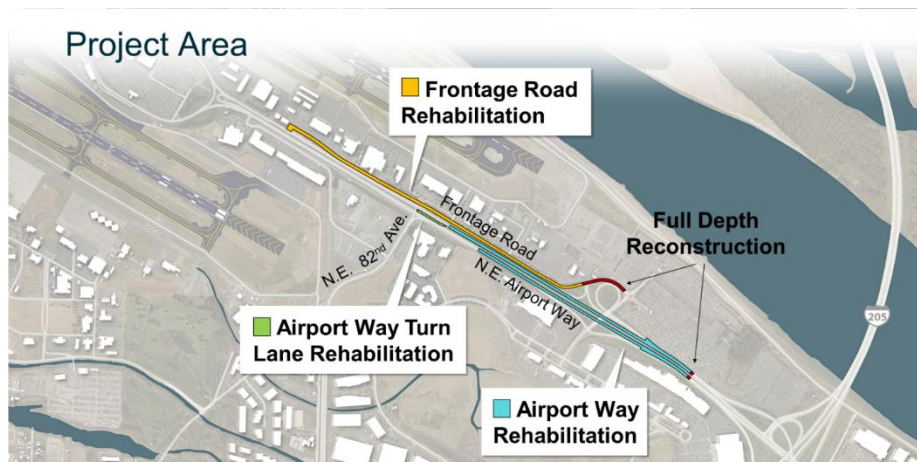 Project Area
Frontage Road
Rehabilitation
Frontage Road
Full Depth
Reconstruction
N.E. 82nd Ave.
N.E. Airport Way
205
Airport Way Turn
Lane Rehabilitation
Airport Way
Rehabilitation